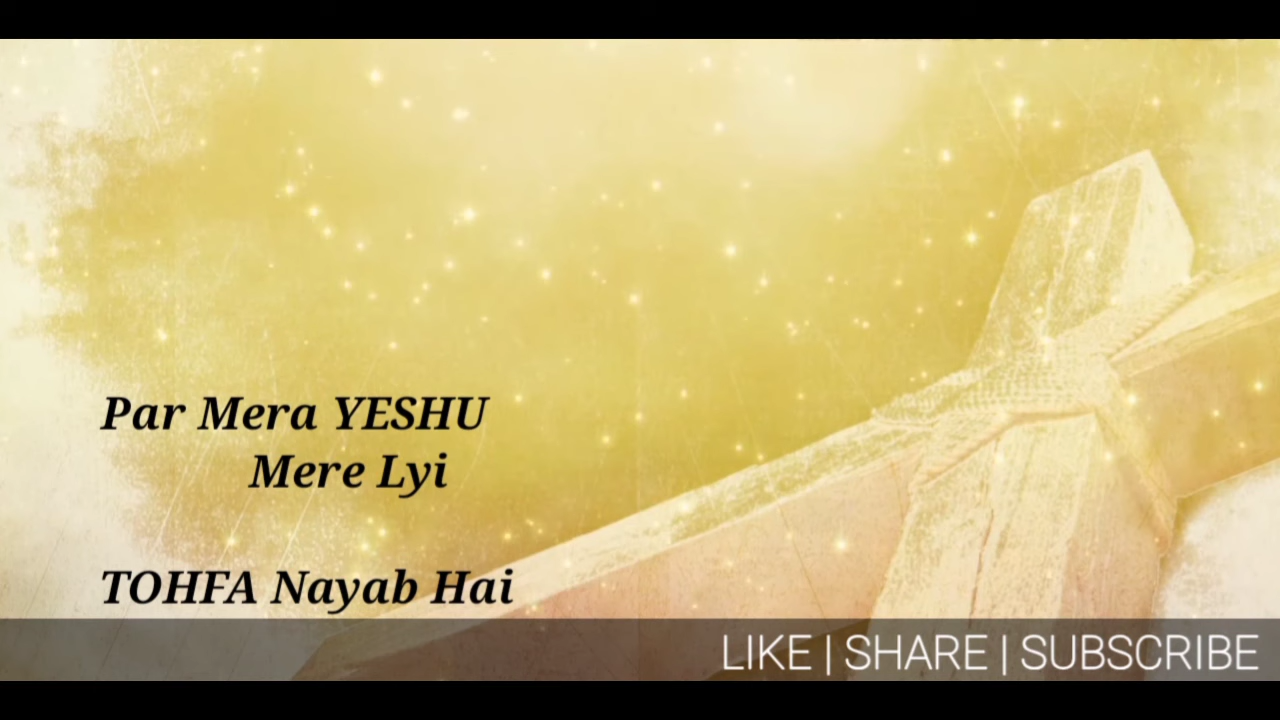 Par Mera YESHU
Mere Lyi
TOHFA Nayab Hai
LIKE | SHARE | SUBSCRIBE